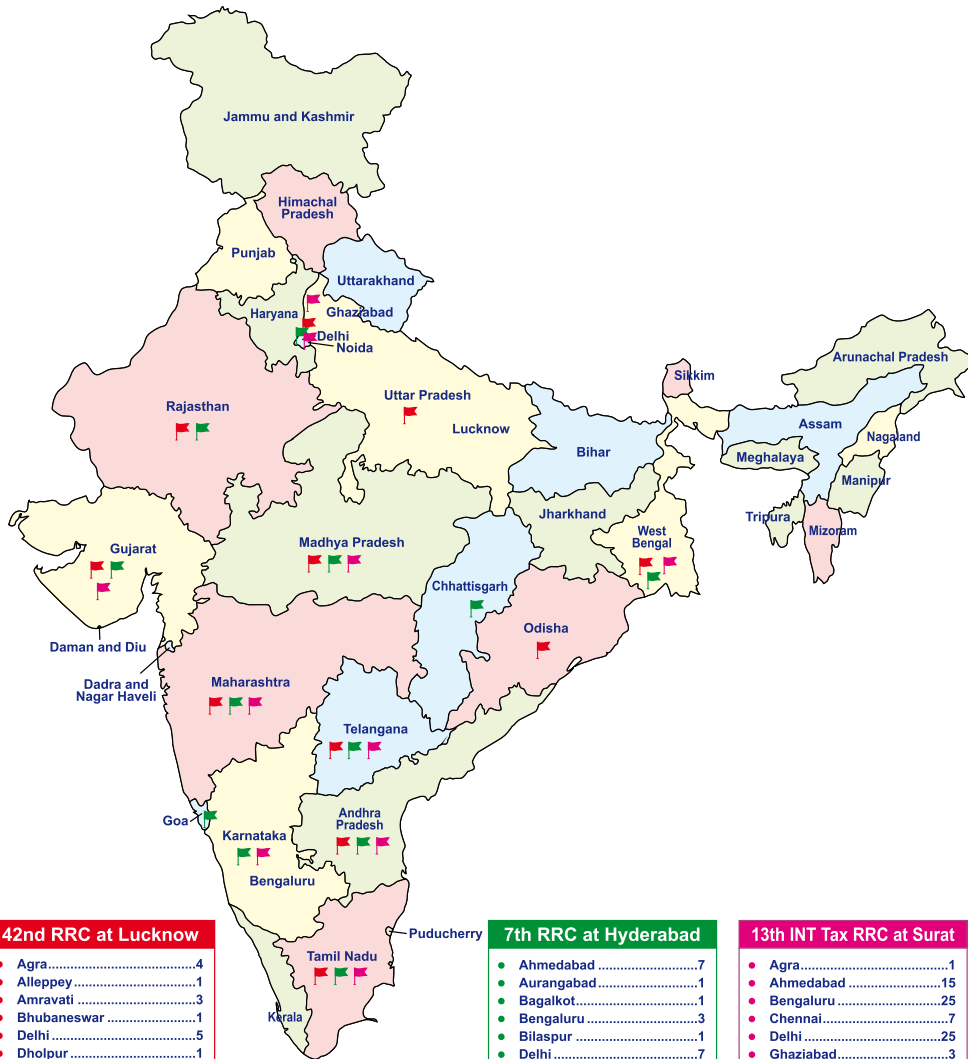 Jammu and Kashmir
Himachal
Pradesh
Punjab
Uttarakhand
Haryana
Ghaziabad
Delhi
Noida
Arunachal Pradesh
Sikkim
Rajasthan
Uttar Pradesh
Lucknow
Assam
Nagaland
Bihar
Meghalaya
Manipur
Jharkhand
Tripura
Mizoram
West
Bengal
Gujarat
Madhya Pradesh
Chhattisgarh
Odisha
Daman and Diu
Dadra and
Nagar Haveli
Maharashtra
Telangana
Goa
Andhra
Pradesh
Karnataka
Bengaluru
Puducherry
Tamil Nadu
Kerala
42nd RRC at Lucknow
Agra....................................4
Alleppey..............................1
Amravati..............................3
Bhubaneswar.....................1
Delhi...................................5
Dholpur...............................1
7th RRC at Hyderabad
Ahmedabad........................7
Aurangabad........................1
Bagalkot..............................1
Bengaluru...........................3
Bilaspur...............................1
Delhi....................................7
13th INT Tax RRC at Surat
Agra....................................1
Ahmedabad......................15
Bengaluru.........................25
Chennai...............................7
Delhi..................................25
Ghaziabad..........................3